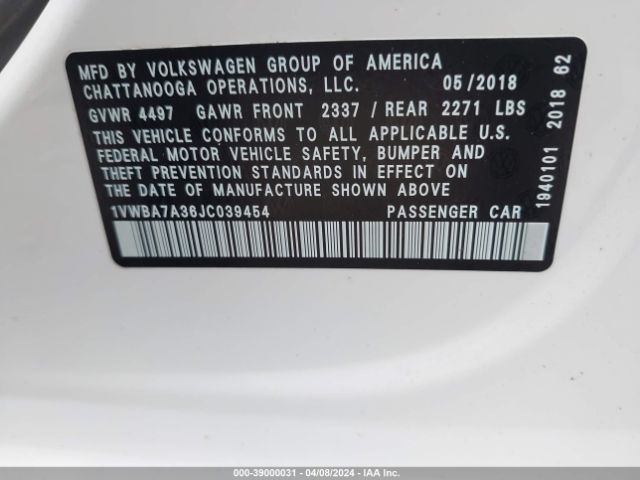 MFD BY VOLKSWAGEN GROUP OF AMERICA
CHATTANOOGA OPERATIONS, LLC. 05/2018
GVWR 4497 GAWR FRONT 2337 / REAR 2271 LBS
THIS VEHICLE CONFORMS TO ALL APPLICABLE U.S.
FEDERAL MOTOR VEHICLE SAFETY, BUMPER AND
THEFT PREVENTION STANDARDS IN EFFECT ON
THE DATE OF MANUFACTURE SHOWN ABOVE
1VWBA7A36JC039454 PASSENGER CAR
1940101 2018 62
000-39000031 - 04/08/2024 - IAA Inc.